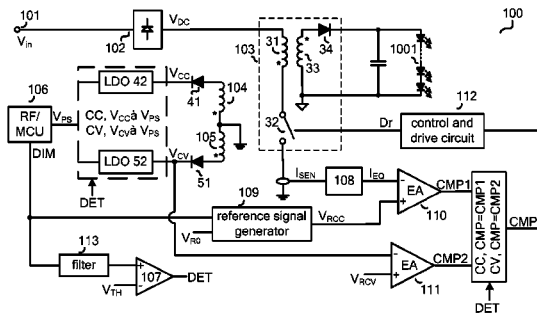 101
V_in
102
V_DC
103
31
33
34
1001
100
106
RF/
MCU
V_PS
LDO 42
CC, V_CCà V_PS
CV, V_CVà V_PS
LDO 52
V_CC
41
104
105
V_CV
51
32
Dr
112
control and
drive circuit
DIM
DET
I_SEN
108
I_EQ
109
reference signal
generator
V_R0
V_RCC
EA
110
CMP1
113
filter
V_TH
107
DET
V_RCV
EA
111
CMP2
CC, CMP=CMP1
CV, CMP=CMP2
CMP
DET